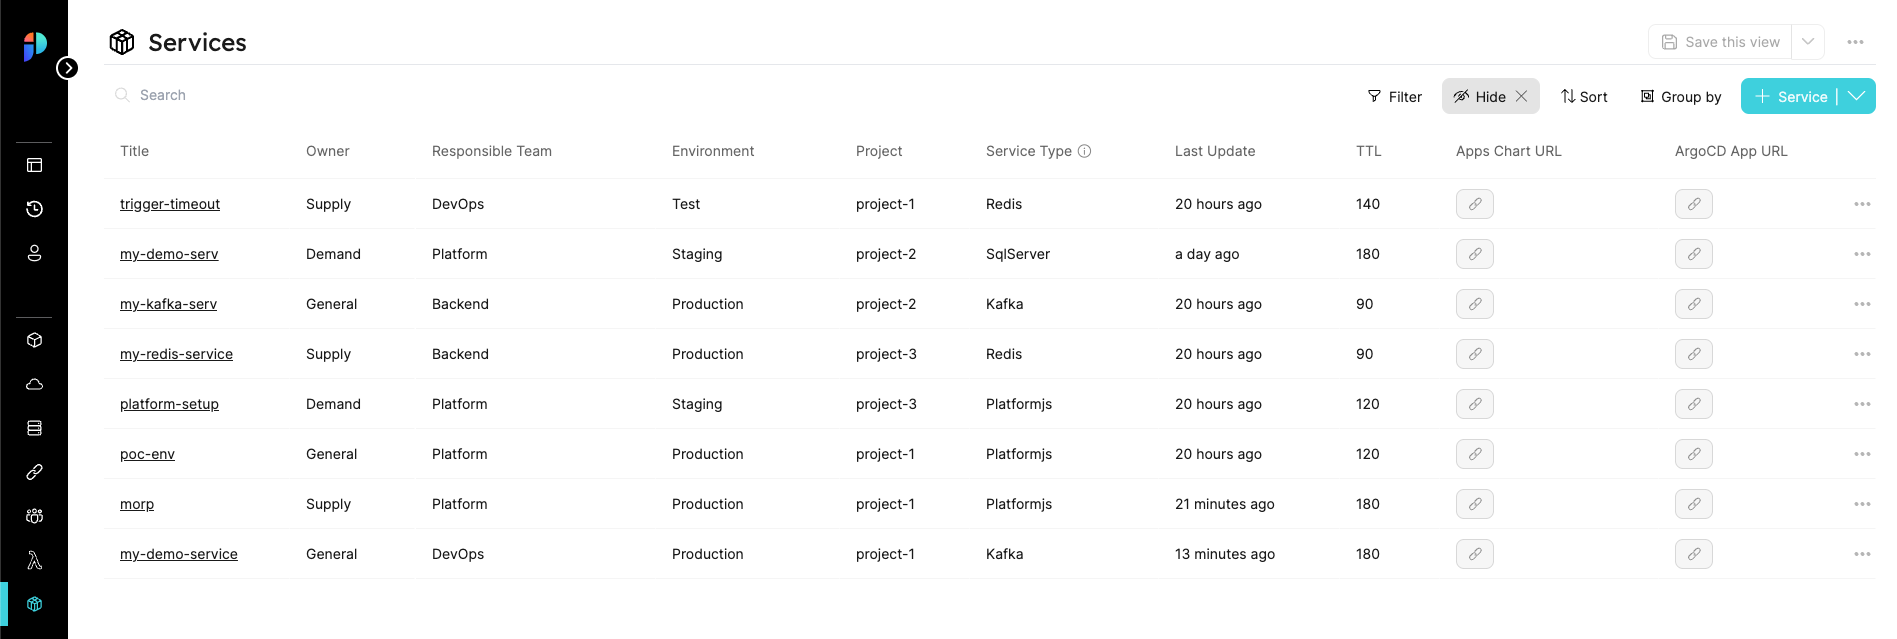 Services
Save this view
Search
Filter Hide Sort Group by Service
Title Owner Responsible Team Environment Project Service Type Last Update TTL Apps Chart URL ArgoCD App URL
trigger-timeout Supply DevOps Test project-1 Redis 20 hours ago 140
my-demo-serv Demand Platform Staging project-2 SqlServer a day ago 180
my-kafka-serv General Backend Production project-2 Kafka 20 hours ago 90
my-redis-service Supply Backend Production project-3 Redis 20 hours ago 90
platform-setup Demand Platform Staging project-3 Platformjs 20 hours ago 120
poc-env General Platform Production project-1 Platformjs 20 hours ago 120
morp Supply Platform Production project-1 Platformjs 21 minutes ago 180
my-demo-service General DevOps Production project-1 Kafka 13 minutes ago 180